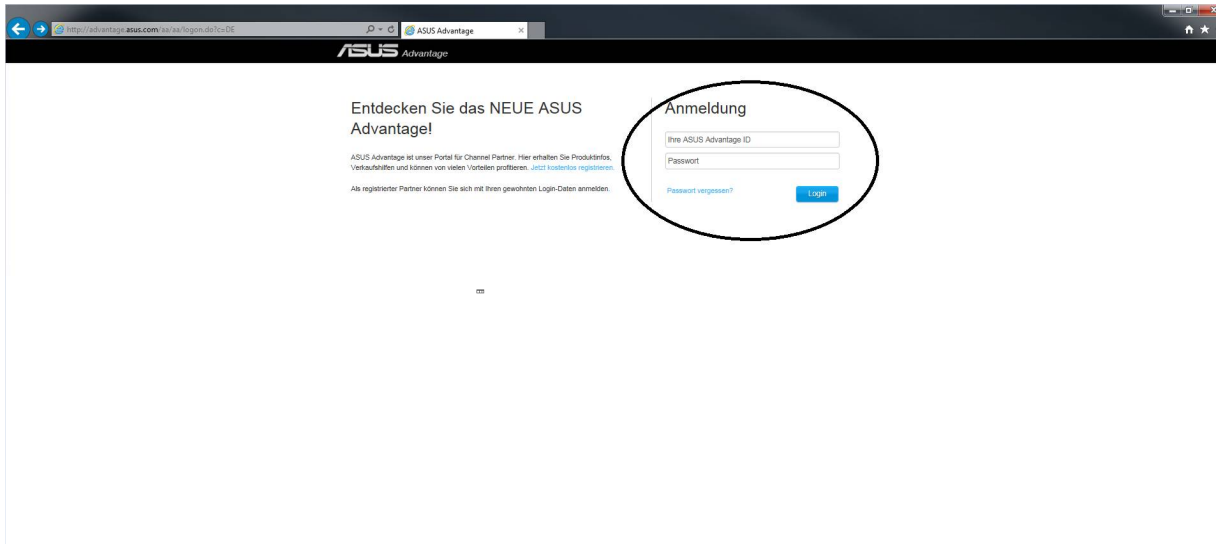 http://advantage.asus.com/aa/aa/logon.do?c=DE
ASUS Advantage
ASUS Advantage
Entdecken Sie das NEUE ASUS
Advantage!
ASUS Advantage ist unser Portal für Channel Partner. Hier erhalten Sie Produktinfos,
Verkaufshilfen und können von vielen Vorteilen profitieren. Jetzt kostenlos registrieren.
Als registrierter Partner können Sie sich mit Ihren gewohnten Login-Daten anmelden.
Anmeldung
Ihre ASUS Advantage ID
Passwort
Passwort vergessen?
Login